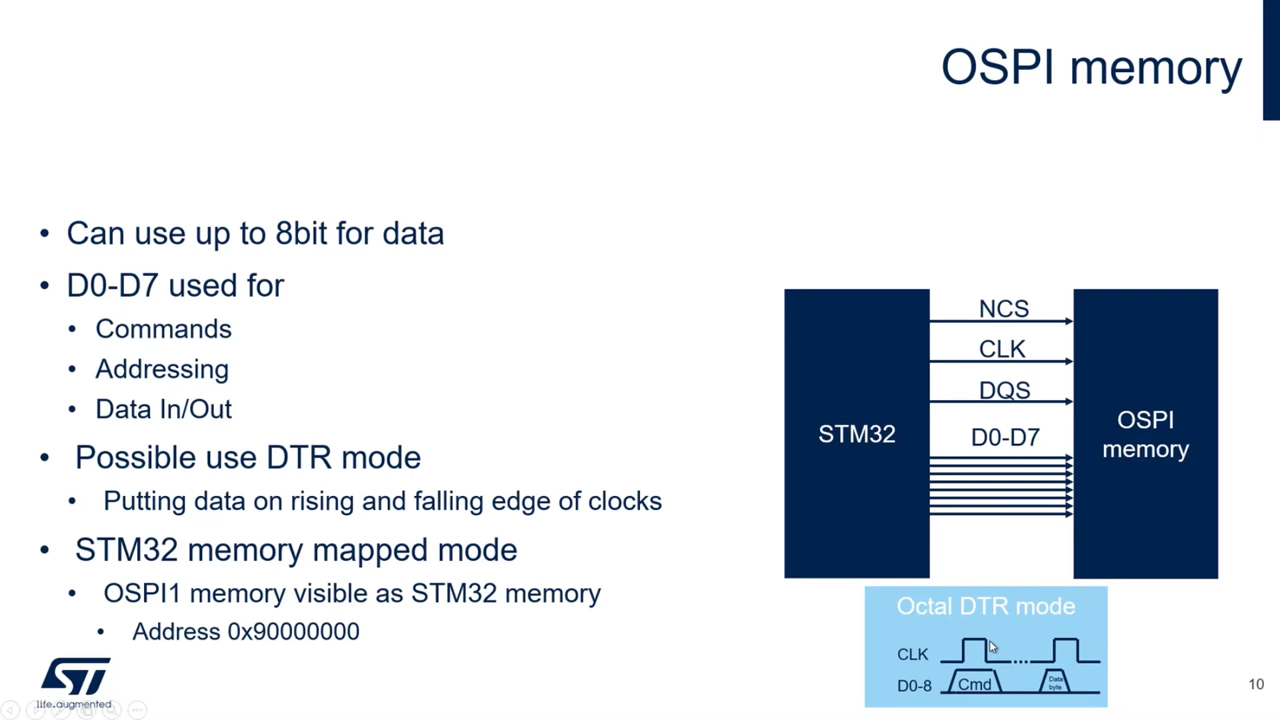 OSPI memory
• Can use up to 8bit for data
• D0-D7 used for
• Commands
• Addressing
• Data In/Out
• Possible use DTR mode
• Putting data on rising and falling edge of clocks
• STM32 memory mapped mode
• OSPI1 memory visible as STM32 memory
• Address 0x90000000
STM32
NCS
CLK
DQS
D0-D7
OSPI
memory
Octal DTR mode
CLK
D0-8
Cmd
Data
byte
ST
life.augmented
10